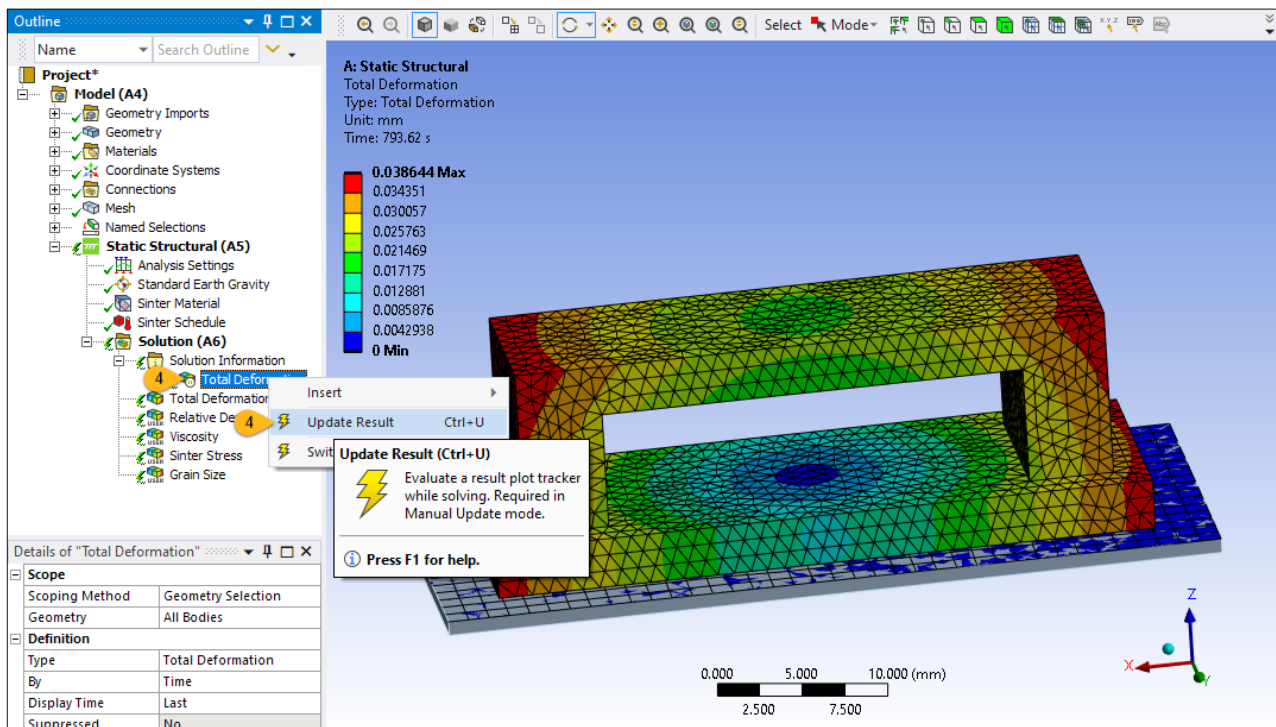 Outline
Name
Search Outline
Project*
Model (A4)
Geometry Imports
Geometry
Materials
Coordinate Systems
Connections
Mesh
Named Selections
Static Structural (A5)
Analysis Settings
Standard Earth Gravity
Sinter Material
Sinter Schedule
Solution (A6)
Solution Information
4 Total Deformation
Total Deformation
Relative De
USER
Viscosity
USER
Sinter Stress
USER
Grain Size
USER
Insert
4 Update Result Ctrl+U
Swit
Update Result (Ctrl+U)
Evaluate a result plot tracker
while solving. Required in
Manual Update mode.
Press F1 for help.
Details of "Total Deformation"
Scope
Scoping Method Geometry Selection
Geometry All Bodies
Definition
Type Total Deformation
By Time
Display Time Last
Suppressed No
Select Mode
X,Y,Z
A: Static Structural
Total Deformation
Type: Total Deformation
Unit: mm
Time: 793.62 s
0.038644 Max
0.034351
0.030057
0.025763
0.021469
0.017175
0.012881
0.0085876
0.0042938
0 Min
0.000 5.000 10.000 (mm)
2.500 7.500
Z
X
Y